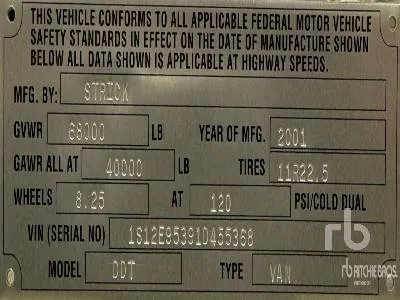 THIS VEHICLE CONFORMS TO ALL APPLICABLE FEDERAL MOTOR VEHICLE
SAFETY STANDARDS IN EFFECT ON THE DATE OF MANUFACTURE SHOWN
BELOW ALL DATA SHOWN IS APPLICABLE AT HIGHWAY SPEEDS.
MFG. BY: STRICK
GVWR 68000 LB YEAR OF MFG. 2001
GAWR ALL AT 40000 LB TIRES 11R22.5
WHEELS 8.25 AT 120 PSI/COLD DUAL
VIN (SERIAL NO) 1S12E95391D455368
MODEL DDT TYPE VAN
rb
RITCHIE BROS.